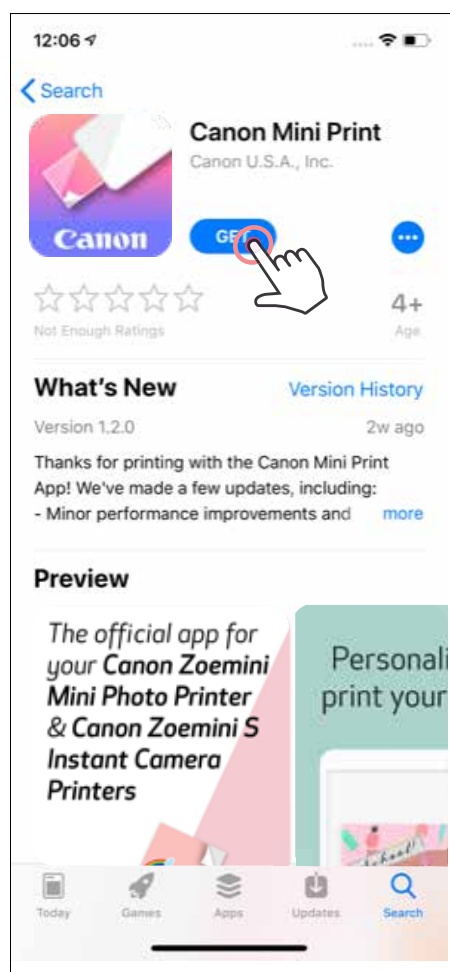 12:06
Search
Canon Mini Print
Canon U.S.A., Inc.
Canon
GET
4+
Not Enough Ratings
Age
What's New
Version History
Version 1.2.0
2w ago
Thanks for printing with the Canon Mini Print
App! We've made a few updates, including:
- Minor performance improvements and more
Preview
The official app for
your Canon Zoemini
Mini Photo Printer
& Canon Zoemini S
Instant Camera
Printers
Personali
print your
school!
Today
Games
Apps
Updates
Search